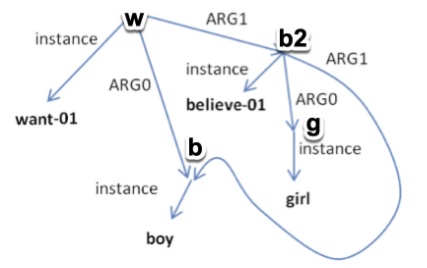 w
ARG1
instance
b2
ARG1
instance
ARG0
believe-01
ARG0
want-01
g
instance
b
instance
girl
boy